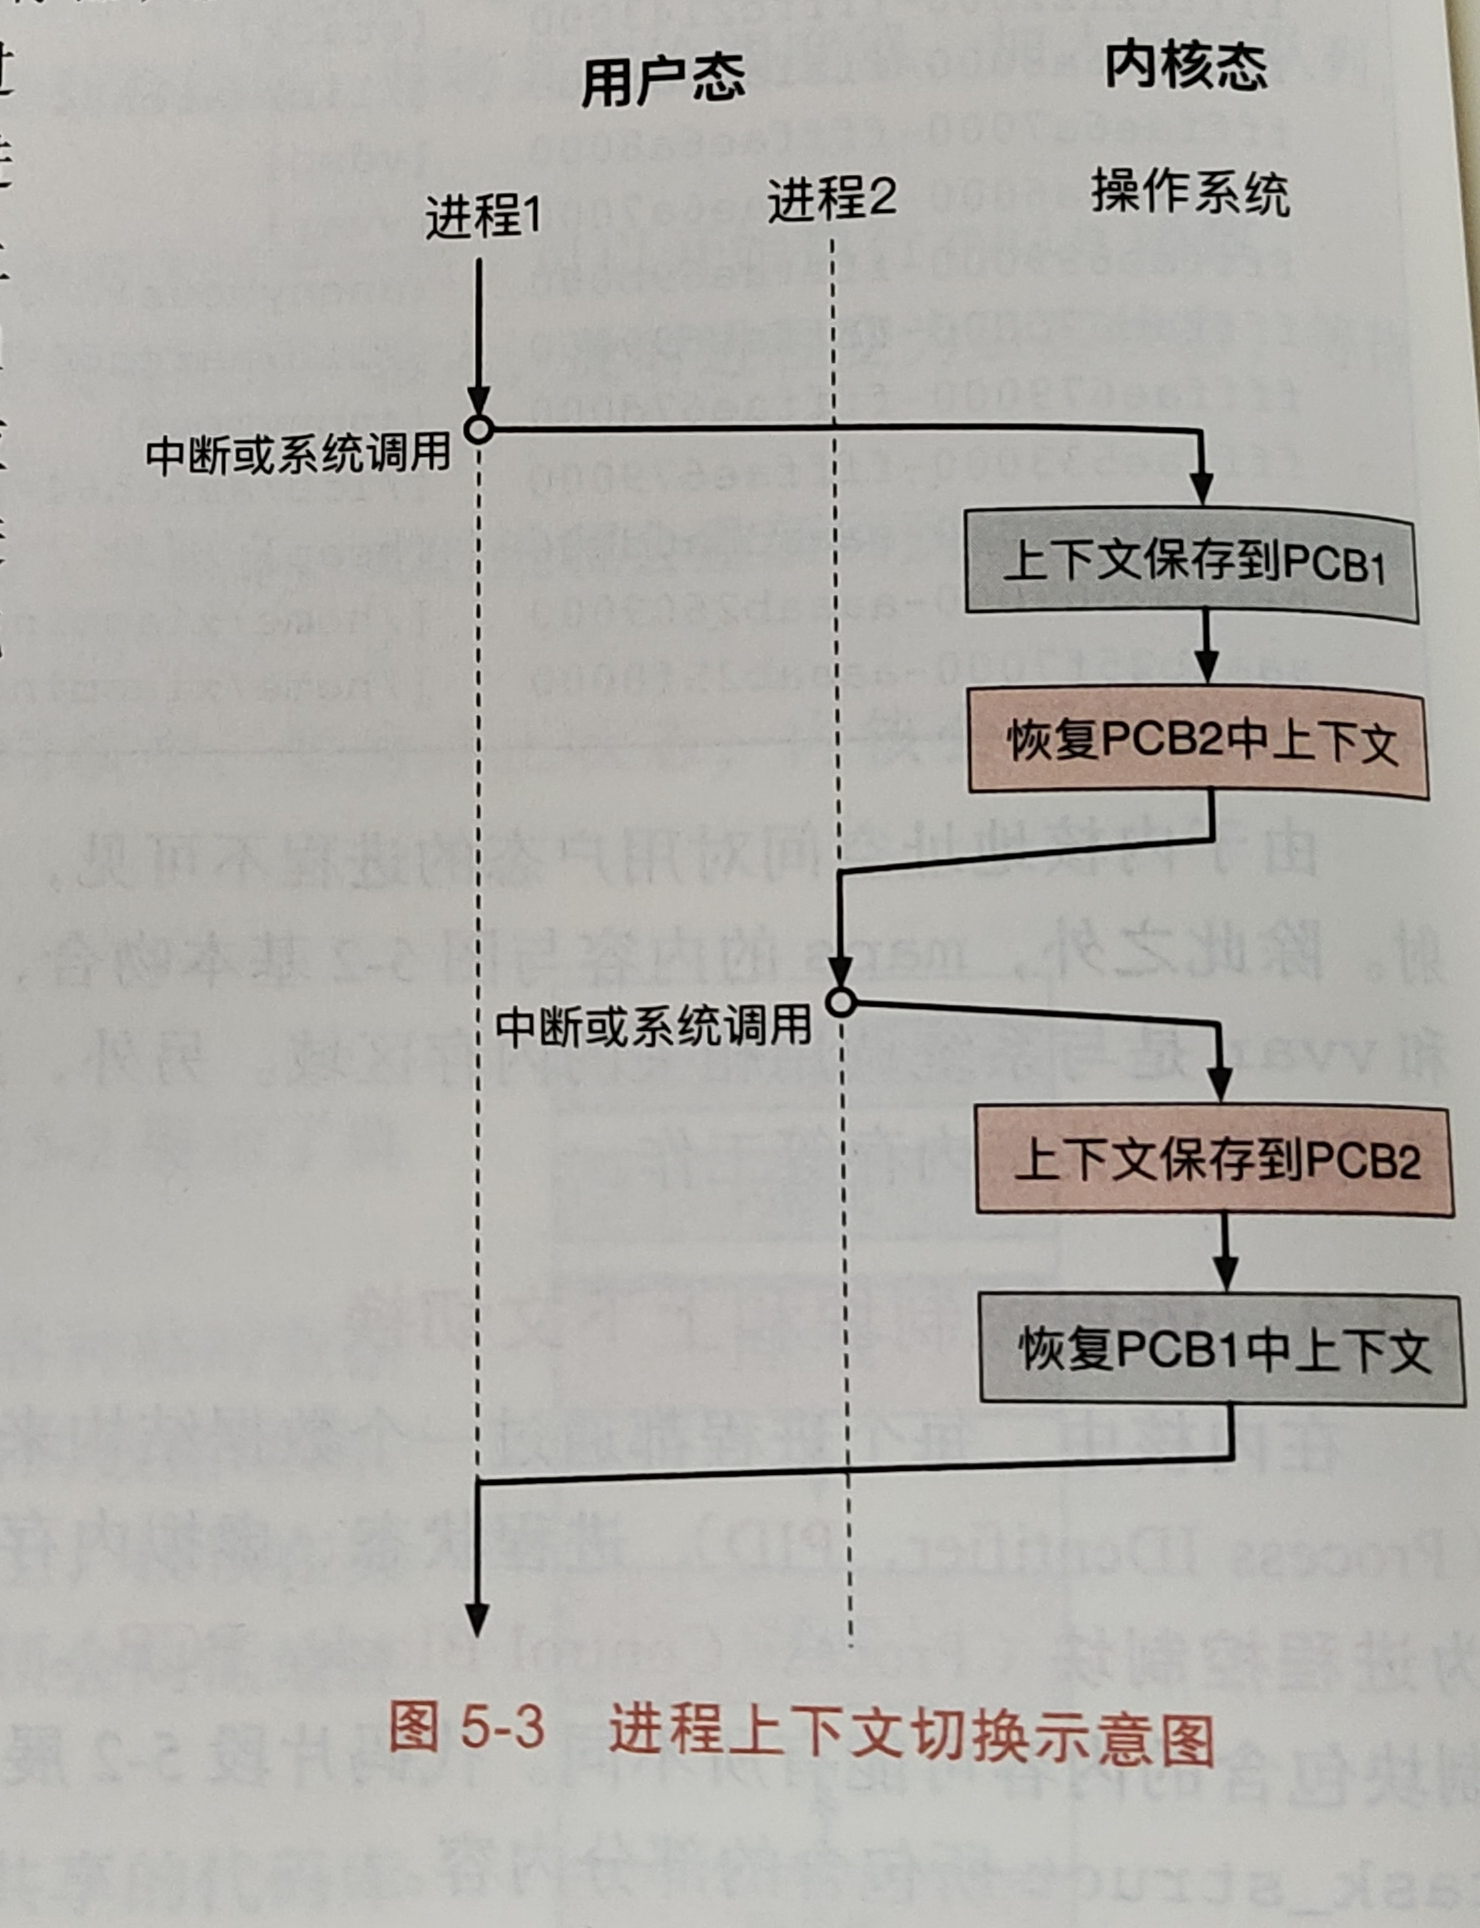 用户态
内核态
进程1
进程2
操作系统
中断或系统调用
上下文保存到PCB1
恢复PCB2中上下文
中断或系统调用
上下文保存到PCB2
恢复PCB1中上下文
图 5-3 进程上下文切换示意图